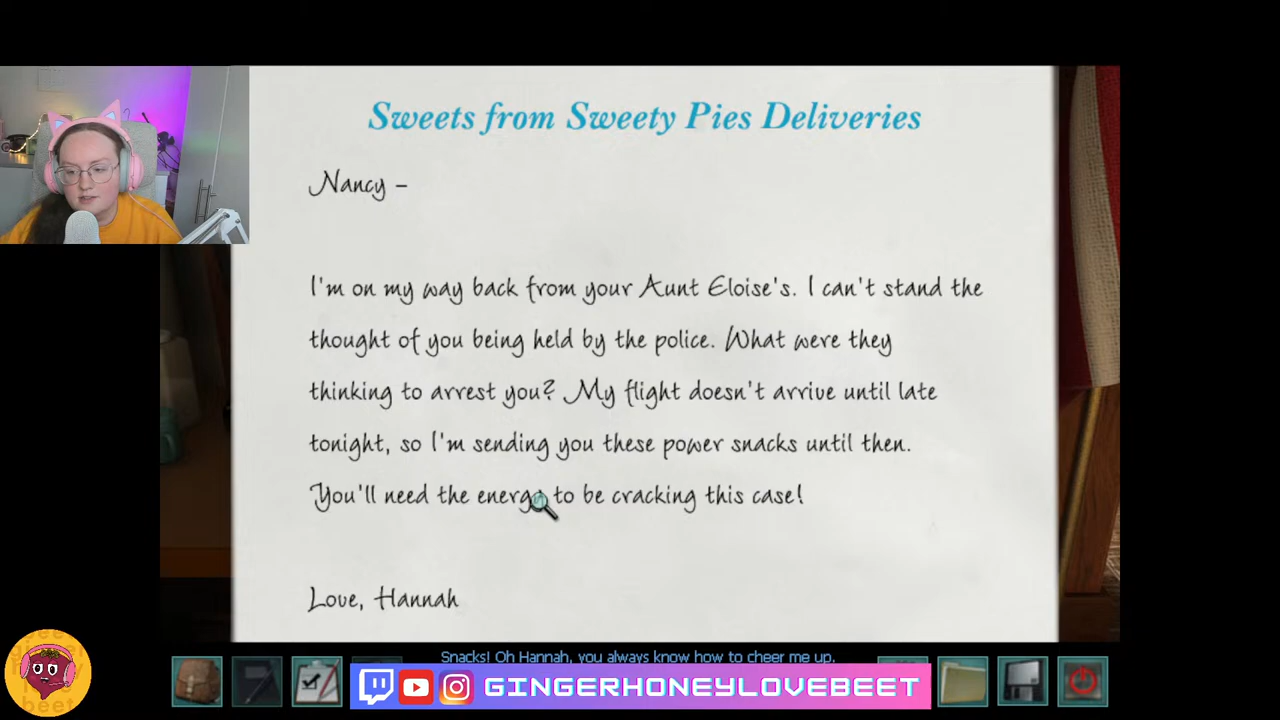 Sweets from Sweety Pies Deliveries
Nancy –
I'm on my way back from your Aunt Eloise's. I can't stand the
thought of you being held by the police. What were they
thinking to arrest you? My flight doesn't arrive until late
tonight, so I'm sending you these power snacks until then.
You'll need the energy to be cracking this case!
Love, Hannah
Snacks! Oh Hannah, you always know how to cheer me up.
GINGERHONEYLOVEBEET
beet